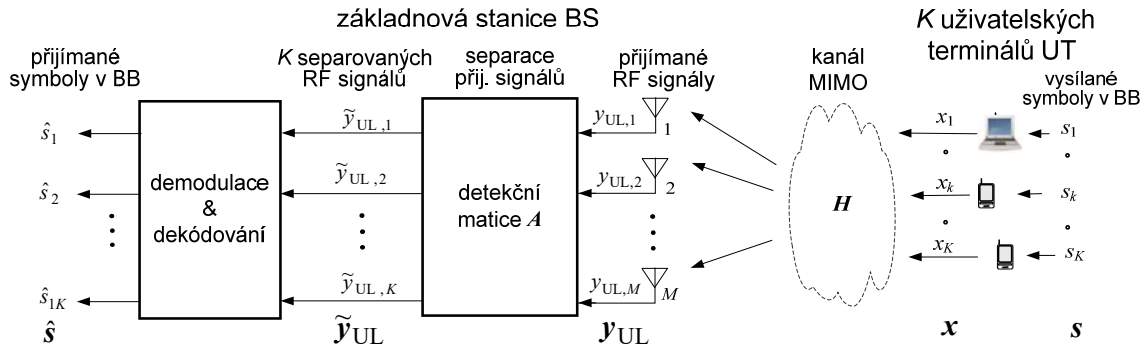 základnová stanice BS
K uživatelských
terminálů UT
přijímané
symboly v BB
K separovaných
RF signálů
separace
přij. signálů
přijímané
RF signály
kanál
MIMO
vysílané
symboly v BB
ŝ1
ŝ2
ŝ1K
demodulace
&
dekódování
ỹUL,1
ỹUL,2
ỹUL,K
detekční
matice A
yUL,1
yUL,2
yUL,M
1
2
M
H
x1
xk
xK
s1
sk
sK
ŝ
ỹUL
yUL
x
s